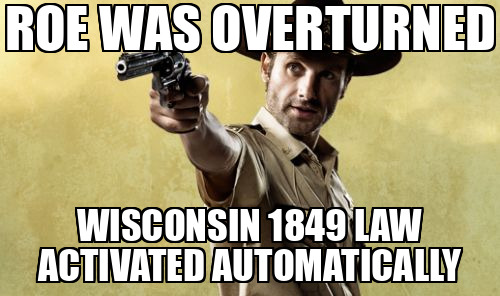 ROE WAS OVERTURNED
WISCONSIN 1849 LAW
ACTIVATED AUTOMATICALLY